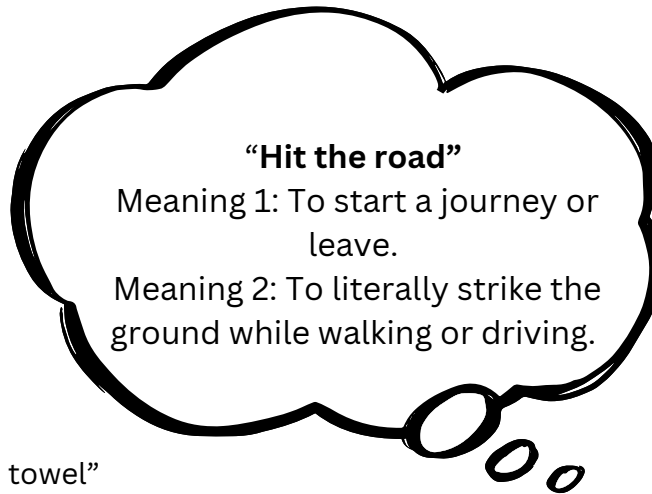 “Hit the road”
Meaning 1: To start a journey or
leave.
Meaning 2: To literally strike the
ground while walking or driving.
towel”